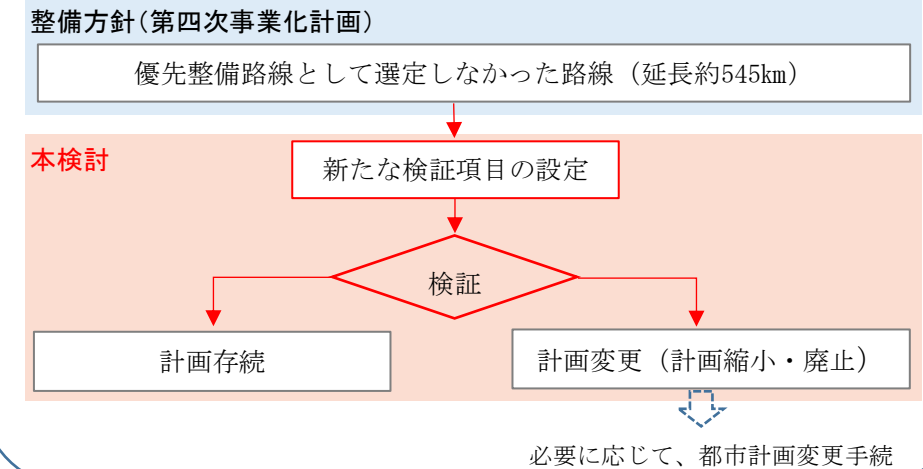 整備方針（第四次事業化計画）
優先整備路線として選定しなかった路線（延長約545㎞）
本検討
新たな検証項目の設定
検証
計画存続
計画変更（計画縮小・廃止）
必要に応じて、都市計画変更手続